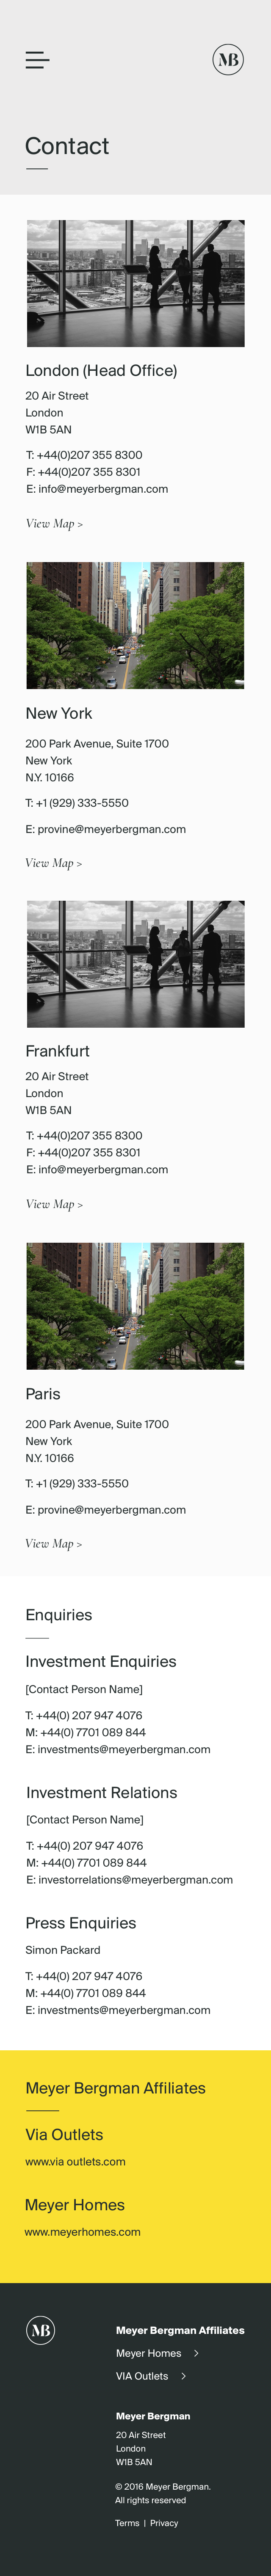 MB
Contact
London (Head Office)
20 Air Street
London
W1B 5AN
T: +44(0)207 355 8300
F: +44(0)207 355 8301
E: info@meyerbergman.com
View Map >
New York
200 Park Avenue, Suite 1700
New York
N.Y. 10166
T: +1 (929) 333-5550
E: provine@meyerbergman.com
View Map >
Frankfurt
20 Air Street
London
W1B 5AN
T: +44(0)207 355 8300
F: +44(0)207 355 8301
E: info@meyerbergman.com
View Map >
Paris
200 Park Avenue, Suite 1700
New York
N.Y. 10166
T: +1 (929) 333-5550
E: provine@meyerbergman.com
View Map >
Enquiries
Investment Enquiries
[Contact Person Name]
T: +44(0) 207 947 4076
M: +44(0) 7701 089 844
E: investments@meyerbergman.com
Investment Relations
[Contact Person Name]
T: +44(0) 207 947 4076
M: +44(0) 7701 089 844
E: investorrelations@meyerbergman.com
Press Enquiries
Simon Packard
T: +44(0) 207 947 4076
M: +44(0) 7701 089 844
E: investments@meyerbergman.com
Meyer Bergman Affiliates
Via Outlets
www.via outlets.com
Meyer Homes
www.meyerhomes.com
MB
Meyer Bergman Affiliates
Meyer Homes >
VIA Outlets >
Meyer Bergman
20 Air Street
London
W1B 5AN
© 2016 Meyer Bergman.
All rights reserved
Terms | Privacy